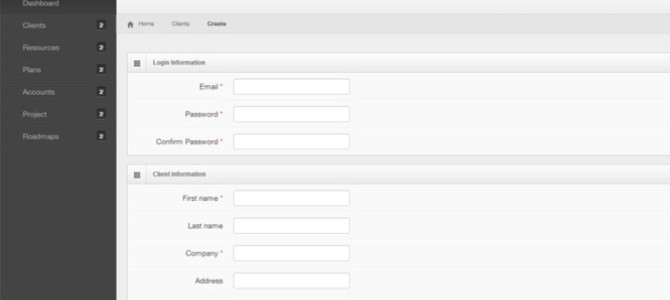 Dashboard
Clients 2
Resources 2
Plans 2
Accounts 2
Project 2
Roadmaps 2
Home Clients Create
Login Information
Email *
Password *
Confirm Password *
Client Information
First name *
Last name
Company *
Address